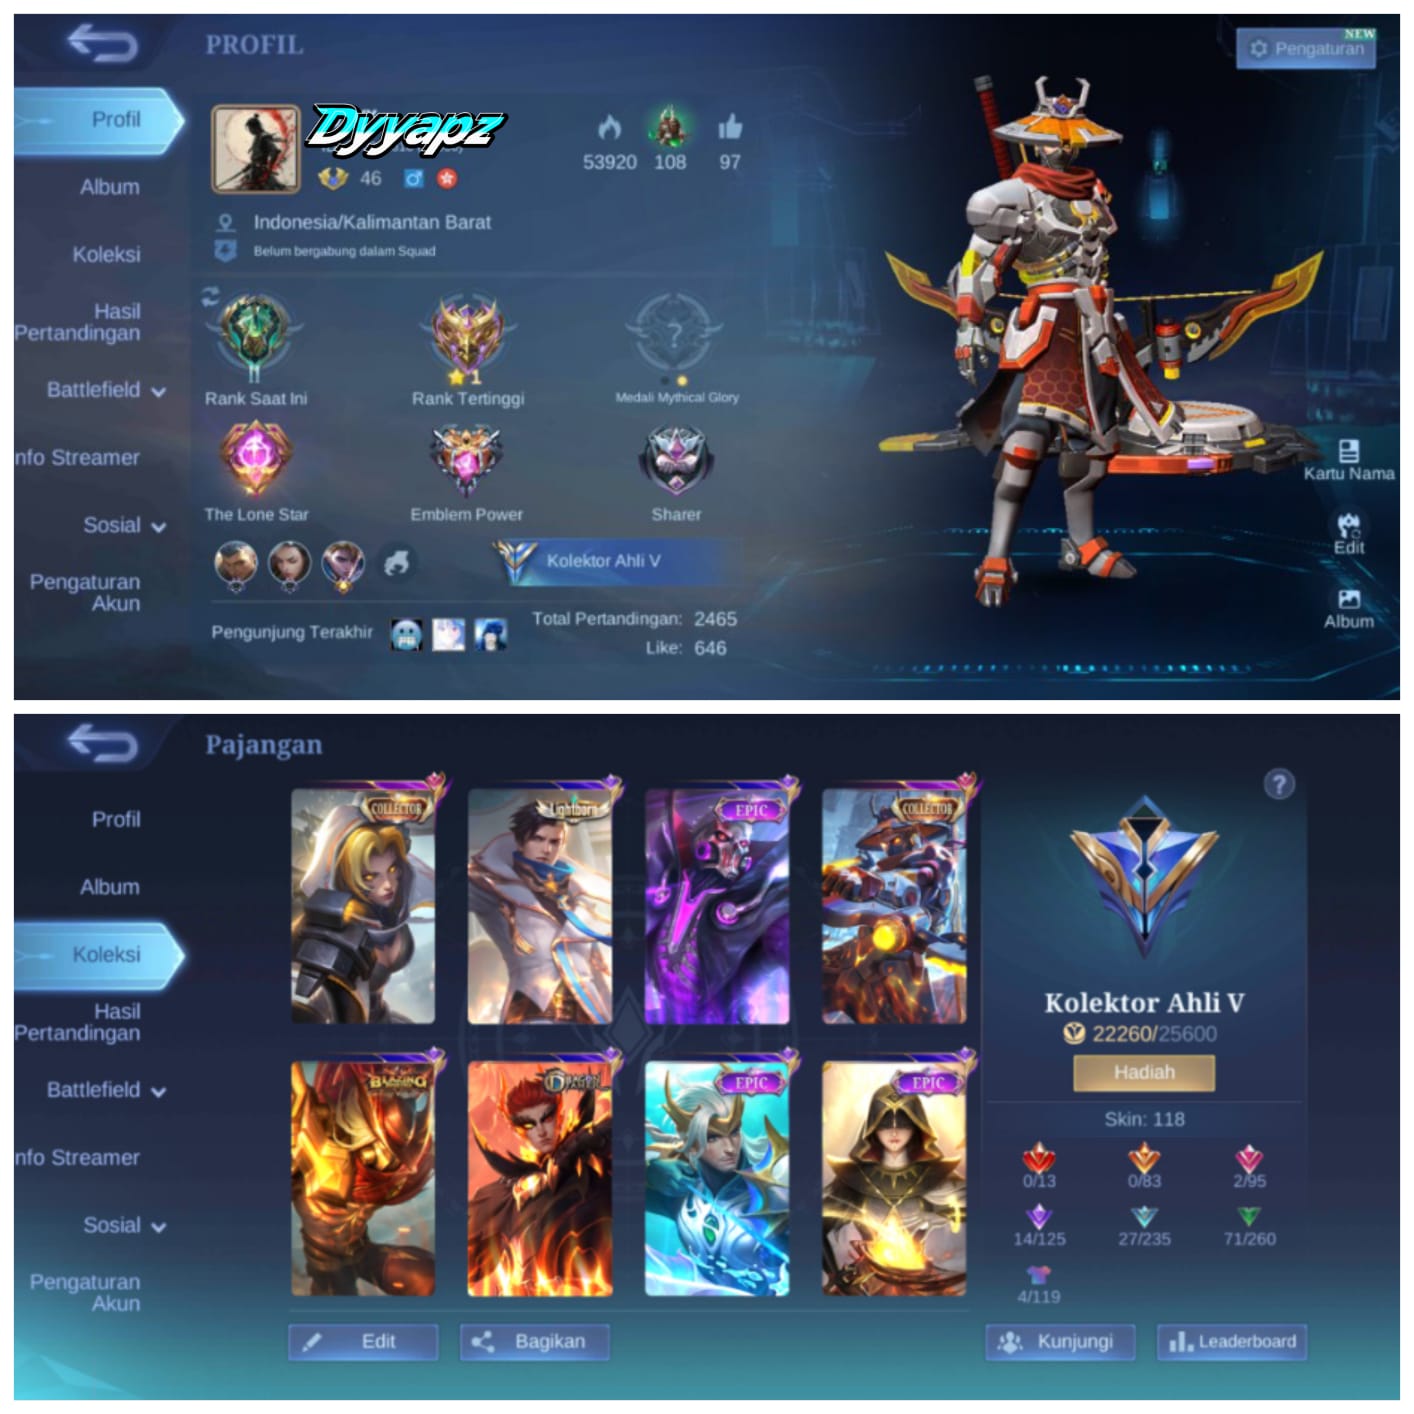 PROFIL
NEW
Pengaturan
Profil
Dyyapz
53920 108 97
46
Album
Indonesia/Kalimantan Barat
Belum bergabung dalam Squad
Koleksi
Hasil
Pertandingan
II
1
Rank Saat Ini
Rank Tertinggi
Medali Mythical Glory
Battlefield
nfo Streamer
Kartu Nama
The Lone Star
Emblem Power
Sharer
Sosial
Edit
Kolektor Ahli V
Pengaturan
Akun
Total Pertandingan: 2465
Pengunjung Terakhir
Like: 646
Album
Pajangan
?
Profil
COLLECTOR
Lightborn
EPIC
COLLECTOR
Album
Koleksi
Hasil
Pertandingan
Kolektor Ahli V
22260/25600
Hadiah
Battlefield
EPIC
EPIC
Skin: 118
nfo Streamer
0/13 0/83 2/95
Sosial
14/125 27/235 71/260
Pengaturan
Akun
4/119
Edit
Bagikan
Kunjungi
Leaderboard